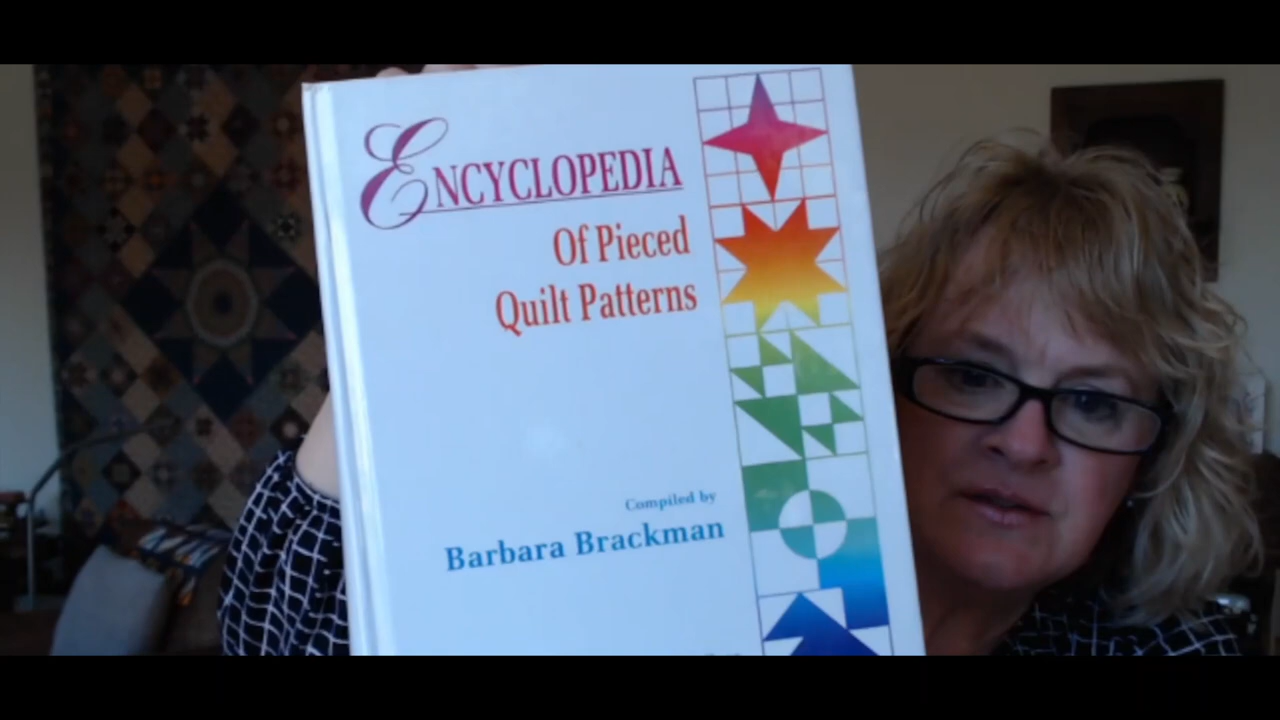 ENCYCLOPEDIA
Of Pieced
Quilt Patterns
Compiled by
Barbara Brackman